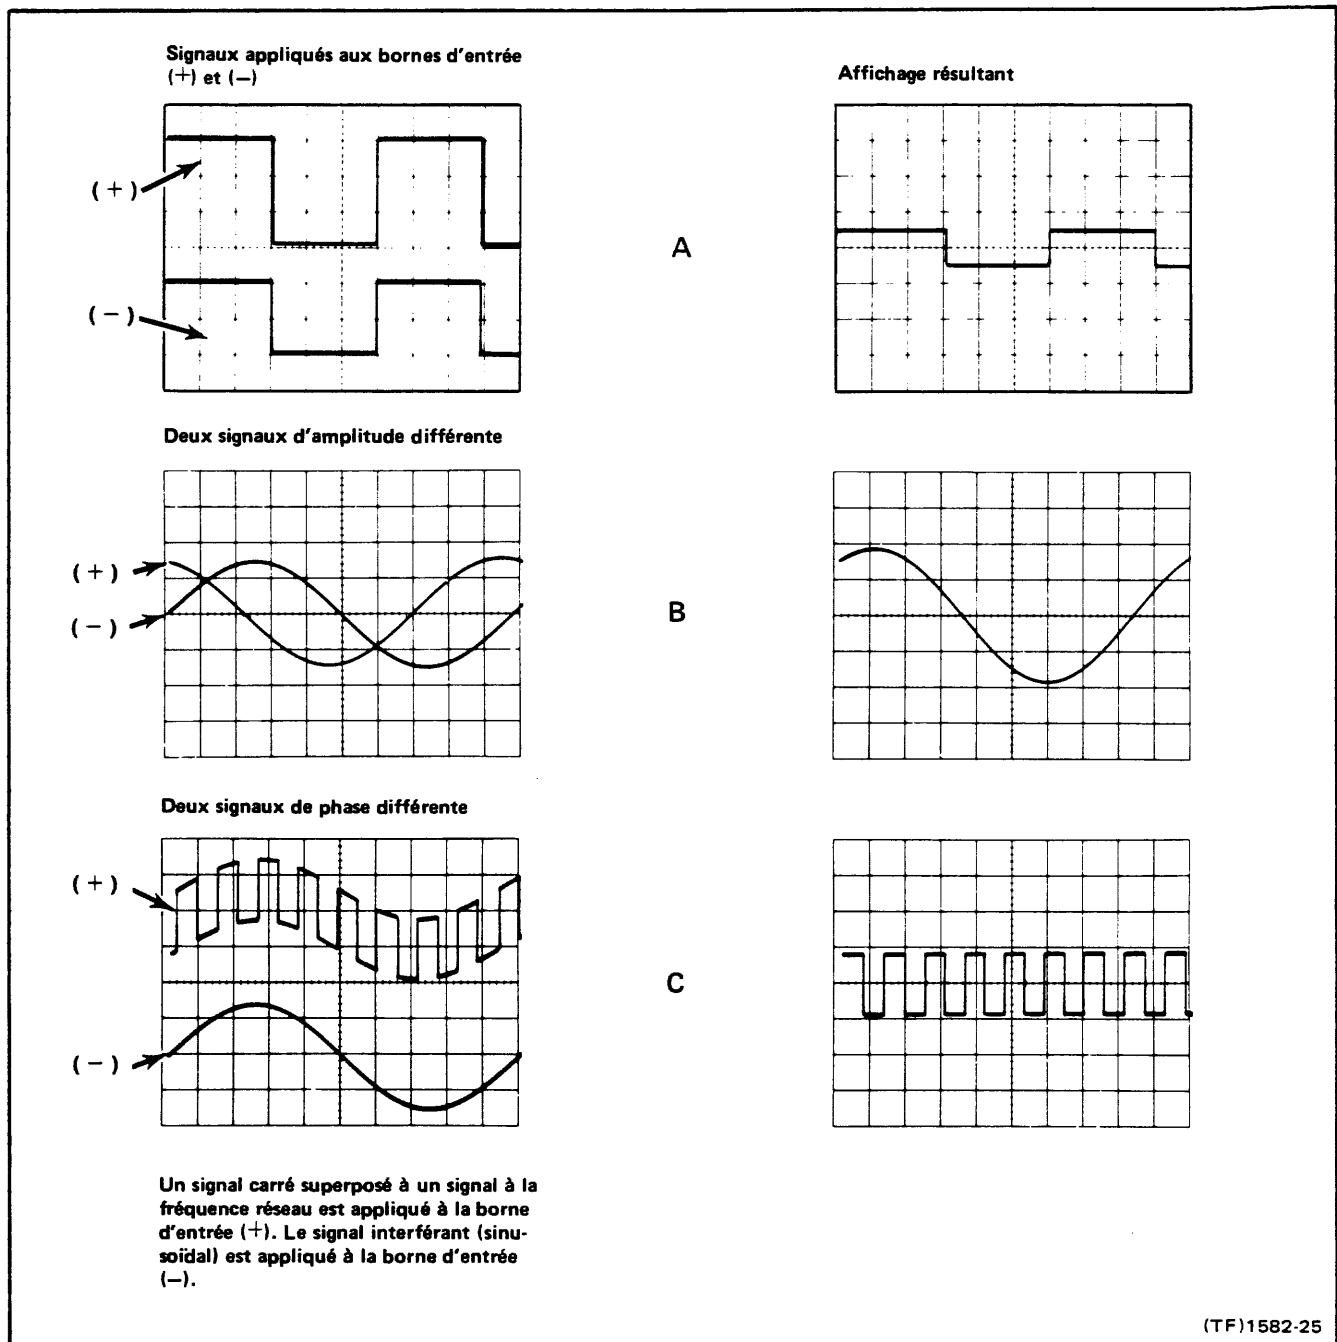 Signaux appliqués aux bornes d'entrée
(+) et (—)
Affichage résultant
(+)
A
(—)
Deux signaux d'amplitude différente
(+)
B
(—)
Deux signaux de phase différente
(+)
C
(—)
Un signal carré superposé à un signal à la
fréquence réseau est appliqué à la borne
d'entrée (+). Le signal interférant (sinu-
soïdal) est appliqué à la borne d'entrée
(—).
(TF)1582-25